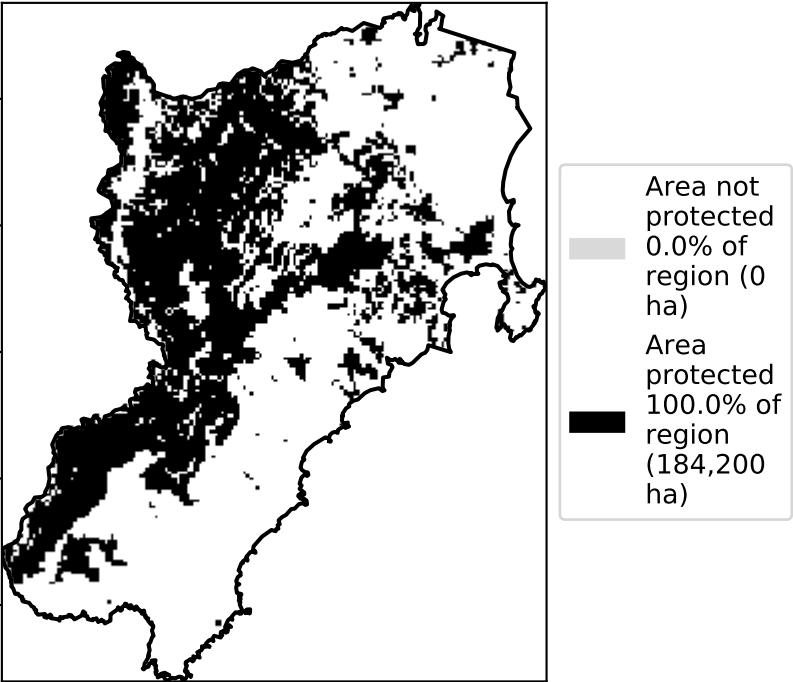 Area not
protected
0.0% of
region (0
ha)
Area
protected
100.0% of
region
(184,200
ha)